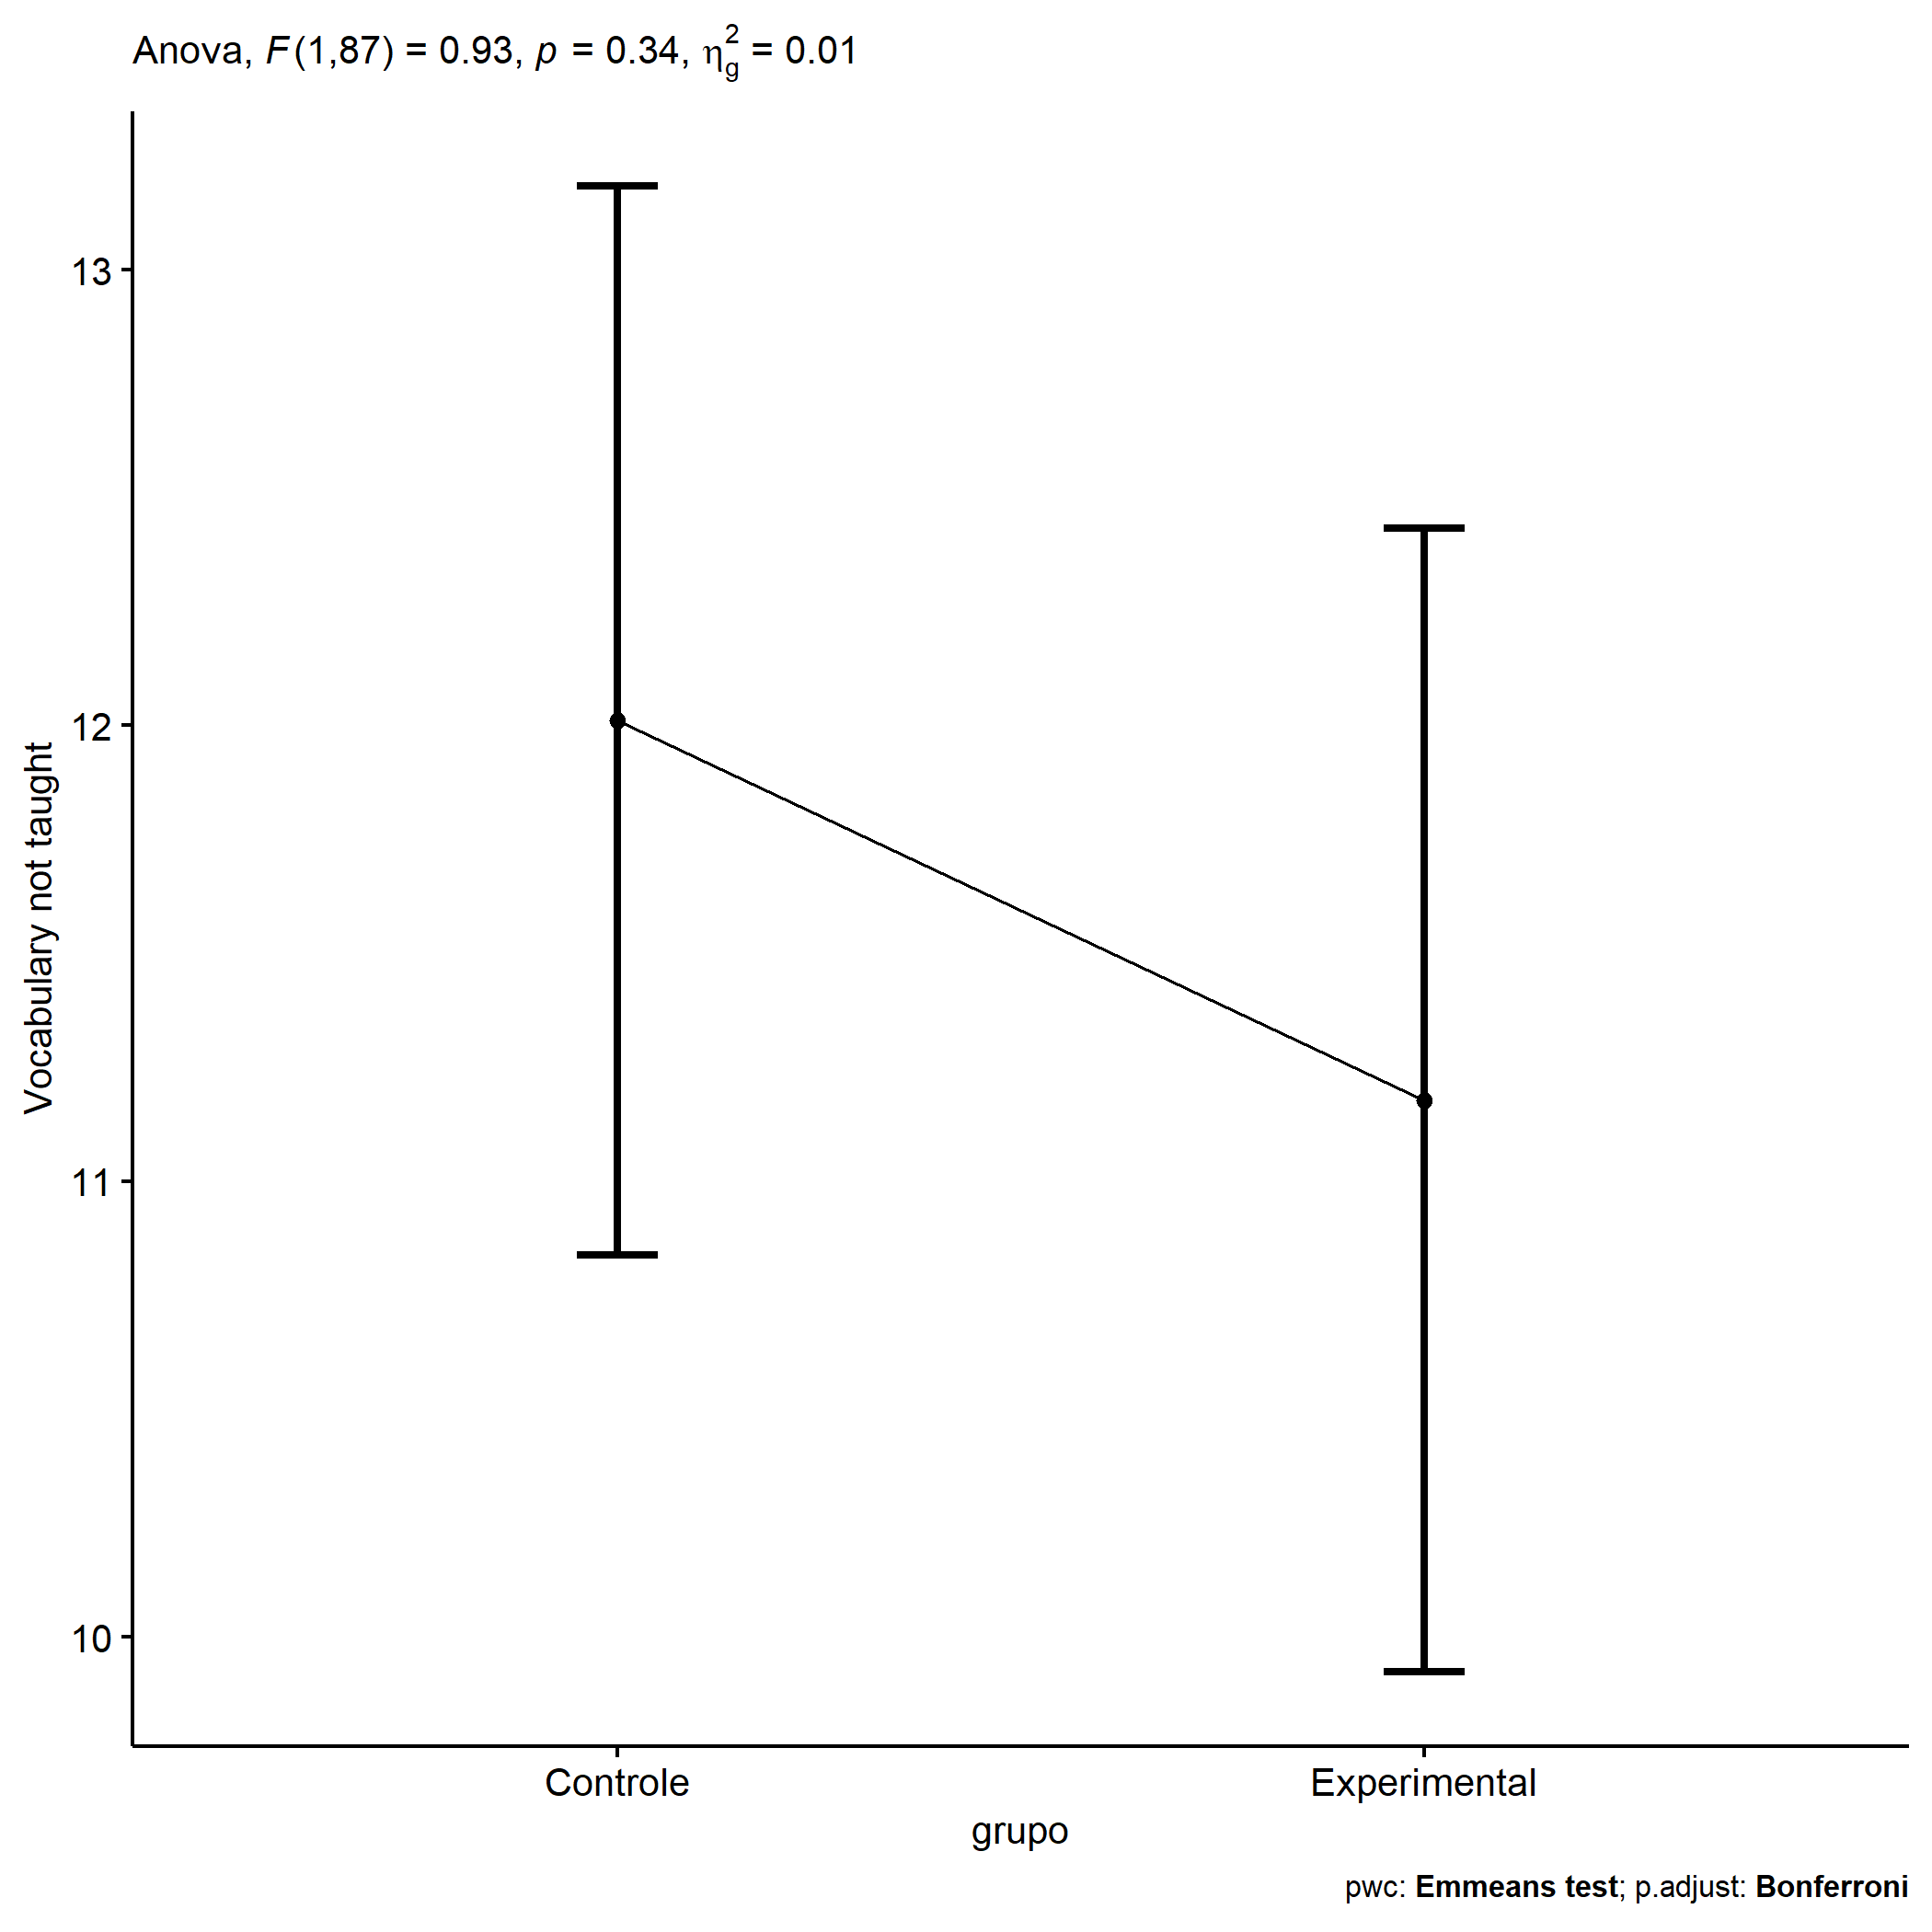 Anova, F(1,87) = 0.93, p = 0.34, η²g = 0.01
13
12
11
10
Vocabulary not taught
Controle
Experimental
grupo
pwc: Emmeans test; p.adjust: Bonferroni